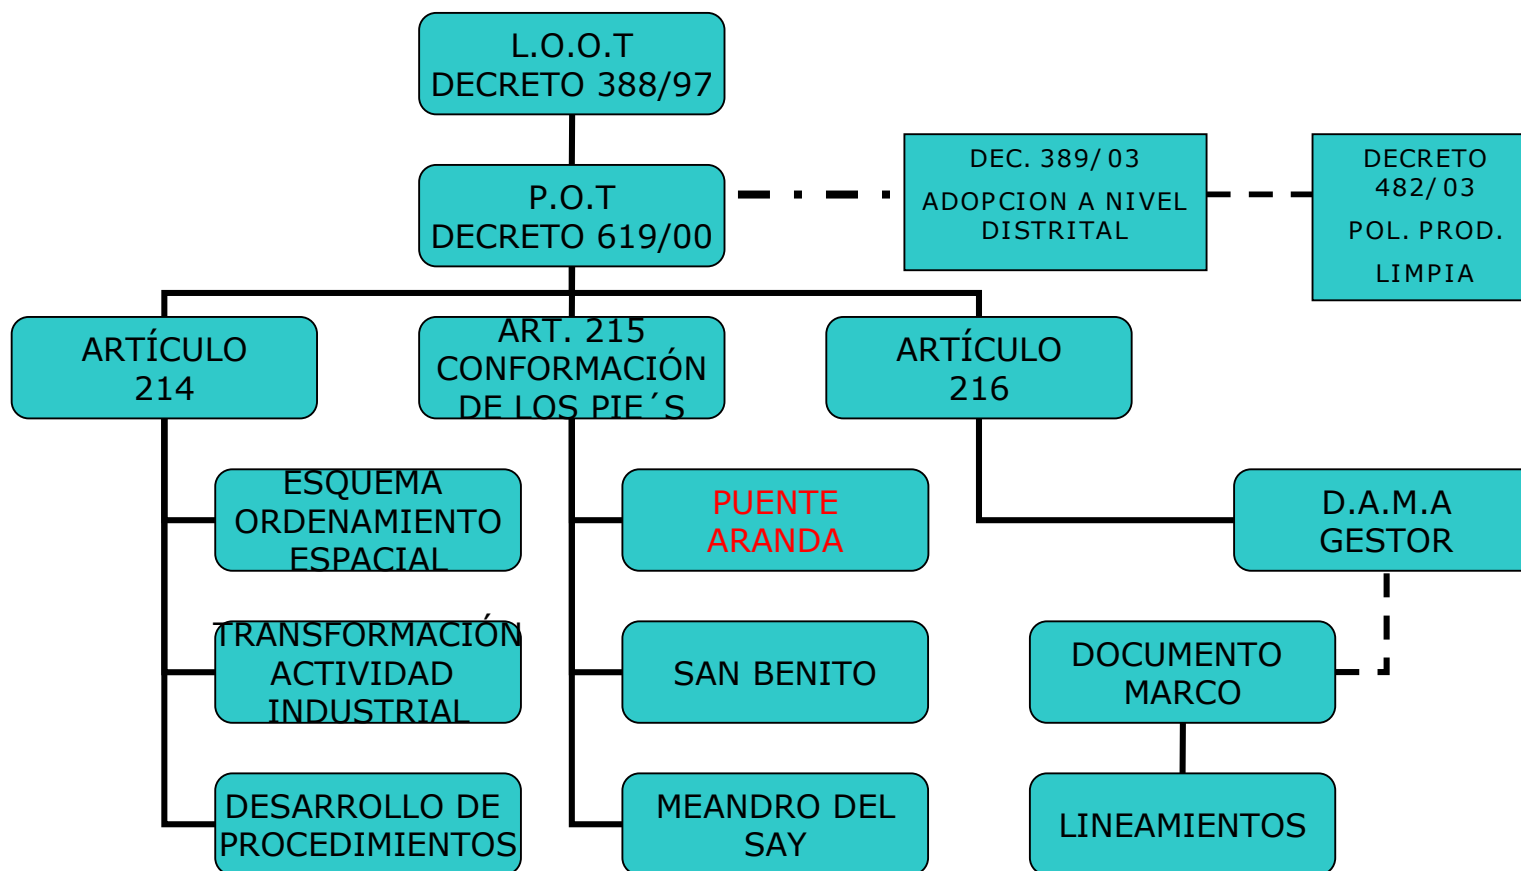 L.O.O.T
DECRETO 388/97
P.O.T
DECRETO 619/00
DEC. 389/03
ADOPCION A NIVEL
DISTRITAL
DECRETO
482/03
POL. PROD.
LIMPIA
ARTÍCULO
214
ART. 215
CONFORMACIÓN
DE LOS PIE´S
ARTÍCULO
216
ESQUEMA
ORDENAMIENTO
ESPACIAL
PUENTE
ARANDA
D.A.M.A
GESTOR
TRANSFORMACIÓN
ACTIVIDAD
INDUSTRIAL
SAN BENITO
DOCUMENTO
MARCO
DESARROLLO DE
PROCEDIMIENTOS
MEANDRO DEL
SAY
LINEAMIENTOS